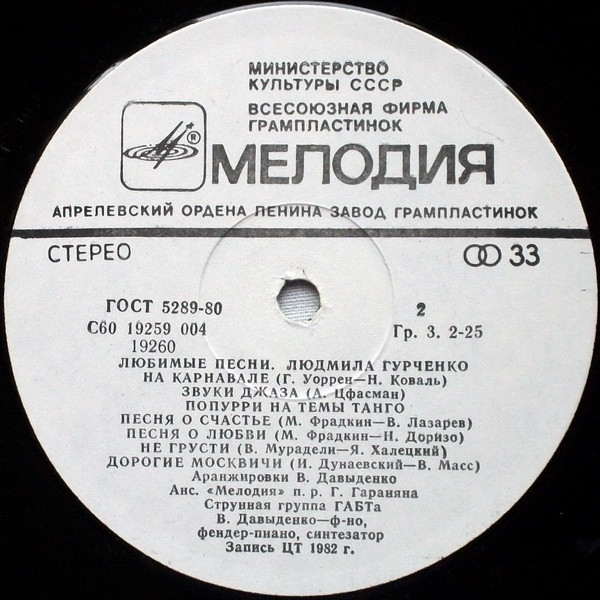 МИНИСТЕРСТВО
КУЛЬТУРЫ СССР
ВСЕСОЮЗНАЯ ФИРМА
ГРАМПЛАСТИНОК
®
МЕЛОДИЯ
АПРЕЛЕВСКИЙ ОРДЕНА ЛЕНИНА ЗАВОД ГРАМПЛАСТИНОК
СТЕРЕО 33
ГОСТ 5289-80 2
С60 19259 004 Гр. 3. 2-25
19260
ЛЮБИМЫЕ ПЕСНИ. ЛЮДМИЛА ГУРЧЕНКО
НА КАРНАВАЛЕ (Г. Уоррен—Н. Коваль)
ЗВУКИ ДЖАЗА (А. Цфасман)
ПОПУРРИ НА ТЕМЫ ТАНГО
ПЕСНЯ О СЧАСТЬЕ (М. Фрадкин—В. Лазарев)
ПЕСНЯ О ЛЮБВИ (М. Фрадкин—Н. Доризо)
НЕ ГРУСТИ (В. Мурадели—Я. Халецкий)
ДОРОГИЕ МОСКВИЧИ (И. Дунаевский—В. Масс)
Аранжировки В. Давыденко
Анс. «Мелодия» п. р. Г. Гараняна
Струнная группа ГАБТа
В. Давыденко—ф-но,
фендер-пиано, синтезатор
Запись ЦТ 1982 г.